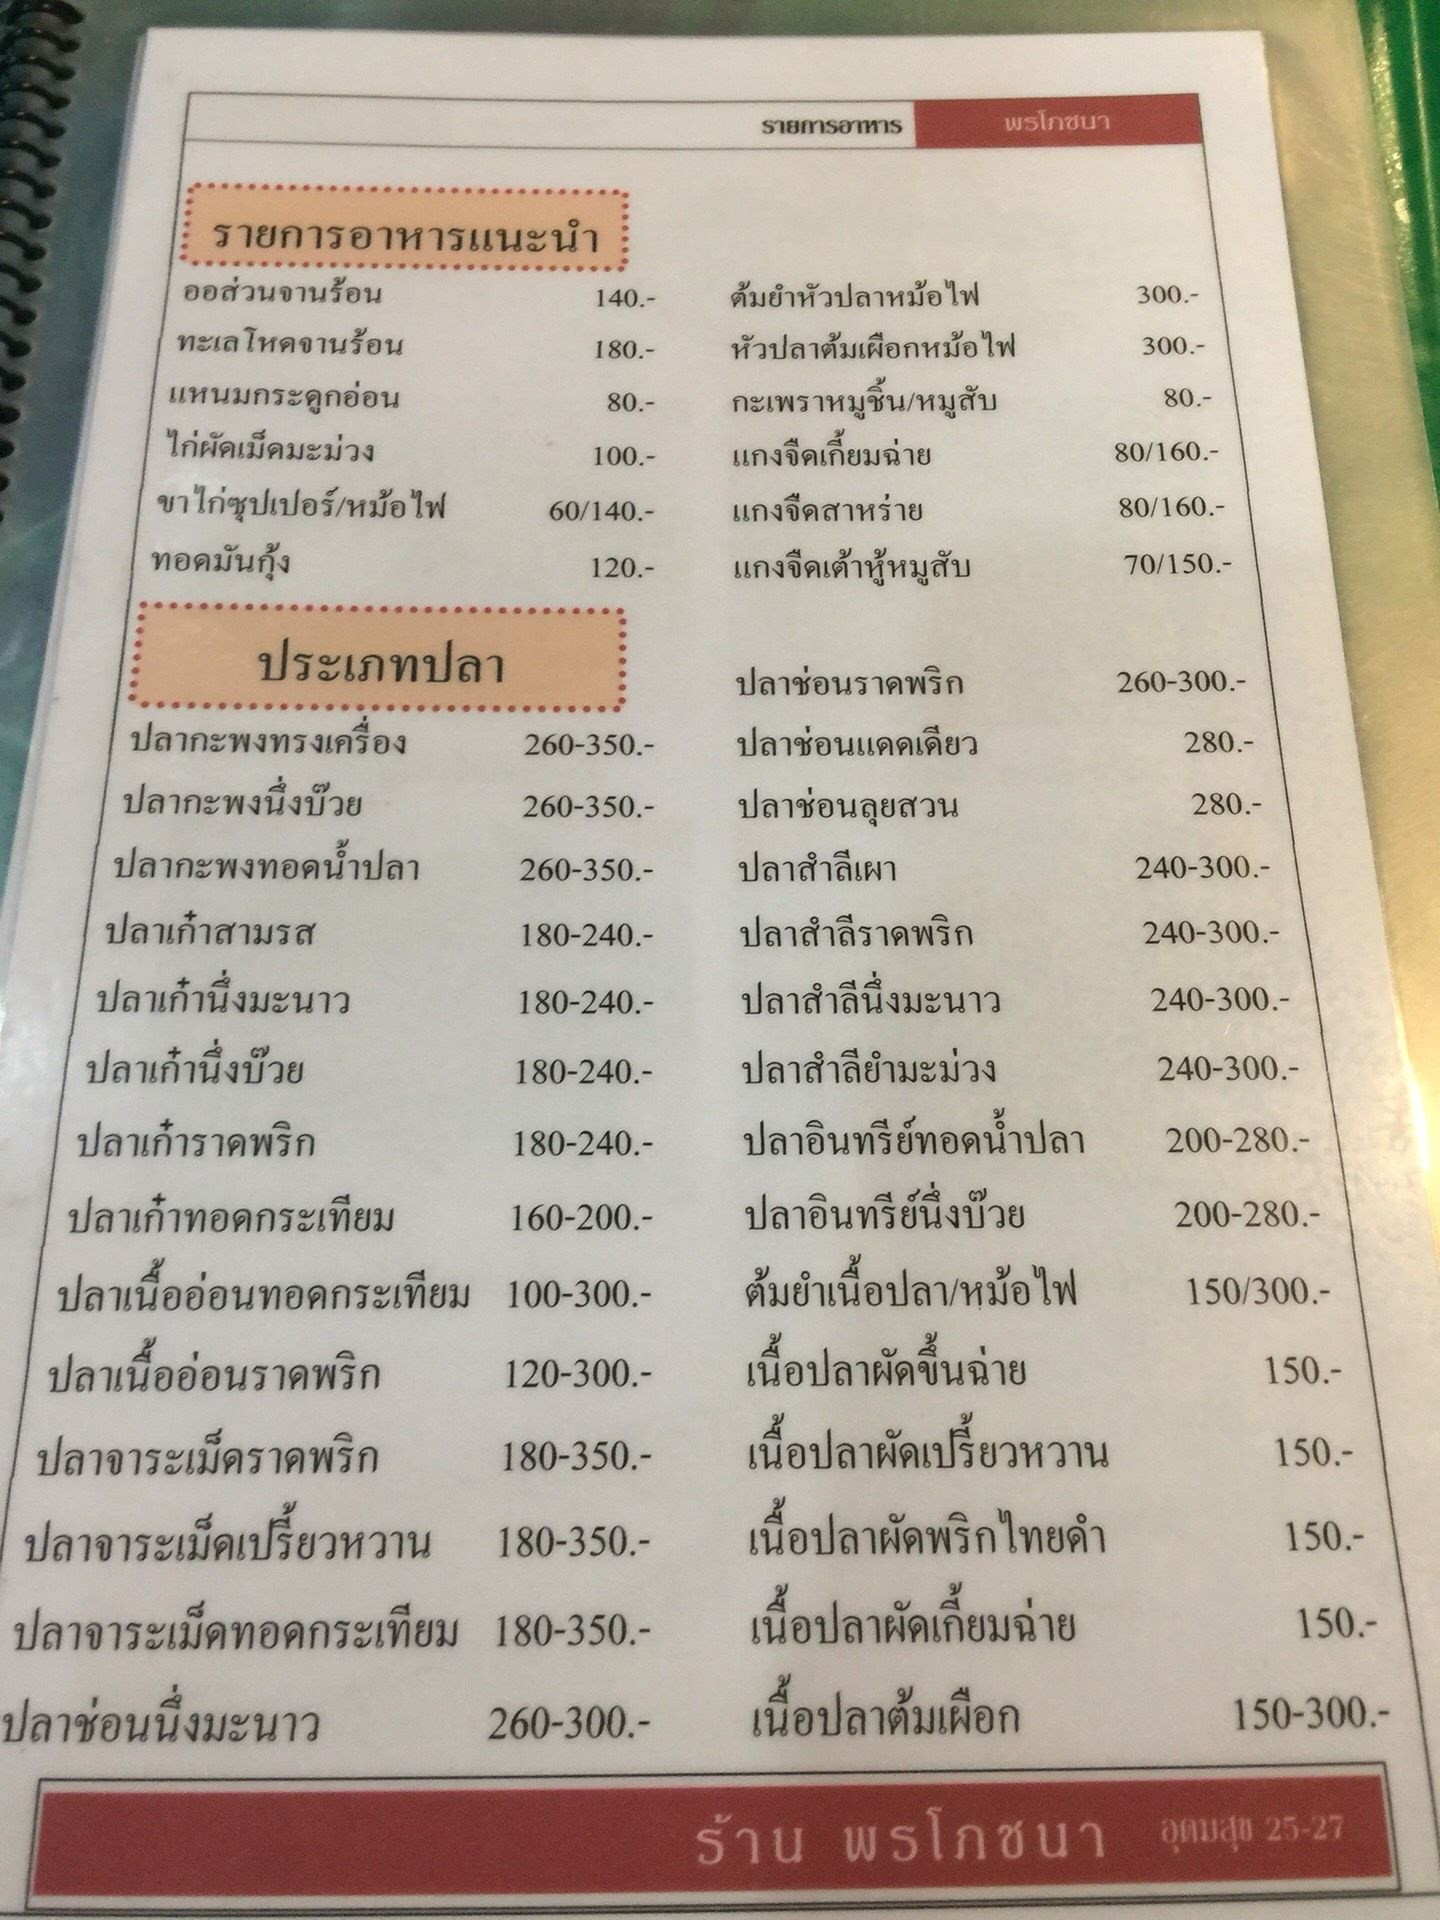 รายการอาหาร พรโภชนา
รายการอาหารแนะนำ
ออส่วนจานร้อน 140.-
ทะเลโหดจานร้อน 180.-
แหนมกระดูกอ่อน 80.-
ไก่ผัดเม็ดมะม่วง 100.-
ขาไก่ซุปเปอร์/หม้อไฟ 60/140.-
ทอดมันกุ้ง 120.-
ต้มยำหัวปลาหม้อไฟ 300.-
หัวปลาต้มเผือกหม้อไฟ 300.-
กะเพราหมูชิ้น/หมูสับ 80.-
แกงจืดเกี้ยมฉ่าย 80/160.-
แกงจืดสาหร่าย 80/160.-
แกงจืดเต้าหู้หมูสับ 70/150.-
ประเภทปลา
ปลากะพงทรงเครื่อง 260-350.-
ปลากะพงนึ่งบ๊วย 260-350.-
ปลากะพงทอดน้ำปลา 260-350.-
ปลาเก๋าสามรส 180-240.-
ปลาเก๋านึ่งมะนาว 180-240.-
ปลาเก๋านึ่งบ๊วย 180-240.-
ปลาเก๋าราดพริก 180-240.-
ปลาเก๋าทอดกระเทียม 160-200.-
ปลาเนื้ออ่อนทอดกระเทียม 100-300.-
ปลาเนื้ออ่อนราดพริก 120-300.-
ปลาจาระเม็ดราดพริก 180-350.-
ปลาจาระเม็ดเปรี้ยวหวาน 180-350.-
ปลาจาระเม็ดทอดกระเทียม 180-350.-
ปลาช่อนนึ่งมะนาว 260-300.-
ปลาช่อนราดพริก 260-300.-
ปลาช่อนแดดเดียว 280.-
ปลาช่อนลุยสวน 280.-
ปลาสำลีเผา 240-300.-
ปลาสำลีราดพริก 240-300.-
ปลาสำลีนึ่งมะนาว 240-300.-
ปลาสำลียำมะม่วง 240-300.-
ปลาอินทรีย์ทอดน้ำปลา 200-280.-
ปลาอินทรีย์นึ่งบ๊วย 200-280.-
ต้มยำเนื้อปลา/หม้อไฟ 150/300.-
เนื้อปลาผัดขึ้นฉ่าย 150.-
เนื้อปลาผัดเปรี้ยวหวาน 150.-
เนื้อปลาผัดพริกไทยดำ 150.-
เนื้อปลาผัดเกี้ยมฉ่าย 150.-
เนื้อปลาต้มเผือก 150-300.-
ร้าน พรโภชนา อุดมสุข 25-27